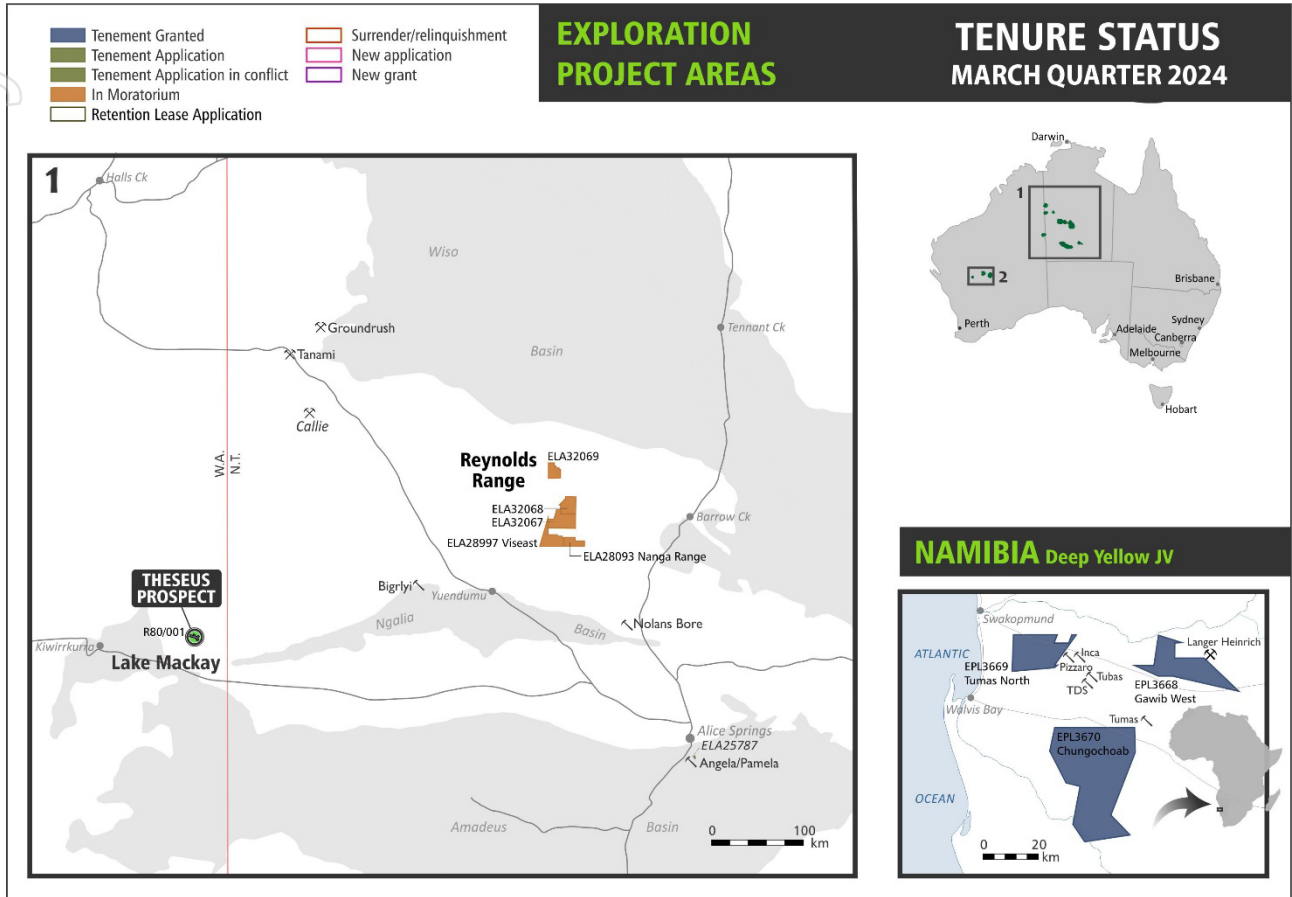 Tenement Granted
Tenement Application
Tenement Application in conflict
In Moratorium
Retention Lease Application
Surrender/relinquishment
New application
New grant
EXPLORATION
PROJECT AREAS
TENURE STATUS
MARCH QUARTER 2024
1
Halls Ck
Wiso
Groundrush
Tennant Ck
Basin
Tanami
Callie
W.A.
N.T.
Reynolds
Range
ELA32069
ELA32068
ELA32067
Barrow Ck
ELA28997 Viseast
ELA28093 Nanga Range
THESEUS
PROSPECT
Bigrlyi
Yuendumu
R80/001
Ngalia
Basin
Nolans Bore
Kiwirrkurra
Lake Mackay
Alice Springs
ELA25787
Angela/Pamela
Amadeus
Basin
0 100
km
Darwin
1
2
Brisbane
Perth
Sydney
Adelaide
Canberra
Melbourne
Hobart
NAMIBIA Deep Yellow JV
Swakopmund
ATLANTIC
Langer Heinrich
Inca
Pizzaro
EPL3669
Tumas North
Tubas
TDS
EPL3668
Gawib West
Walvis Bay
Tumas
EPL3670
Chungochoab
OCEAN
0 20
km